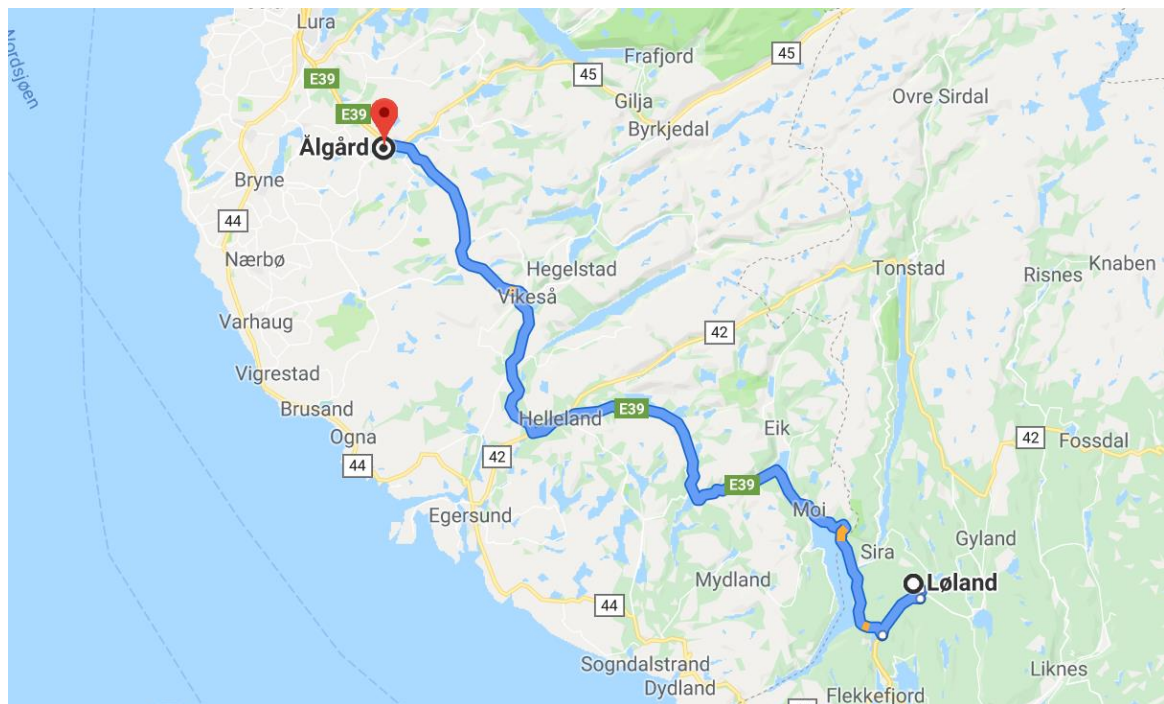 Lura
Nordsjøen
Frafjord
45
E39
45
Gilja
Ovre Sirdal
E39
Byrkjedal
Ålgård
Bryne
44
Nærbø
Hegelstad
Tonstad
Knaben
Risnes
Vikeså
Varhaug
42
Vigrestad
Brusand
E39
Helleland
Eik
Ogna
42
Fossdal
42
44
E39
Moi
Egersund
Gyland
Sira
Mydland
Løland
44
Sogndalstrand
Liknes
Dydland
Flekkefjord